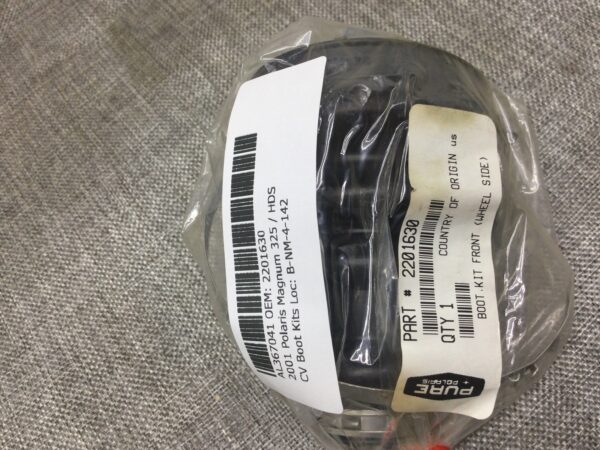 AL367041 OEM: 2201630
2001 Polaris Magnum 325 / HDS
CV Boot Kits Loc: B-NM-4-142
PART # 2201630
COUNTRY OF ORIGIN us
QTY 1
BOOT.KIT FRONT (WHEEL SIDE)
PURE
POLARIS